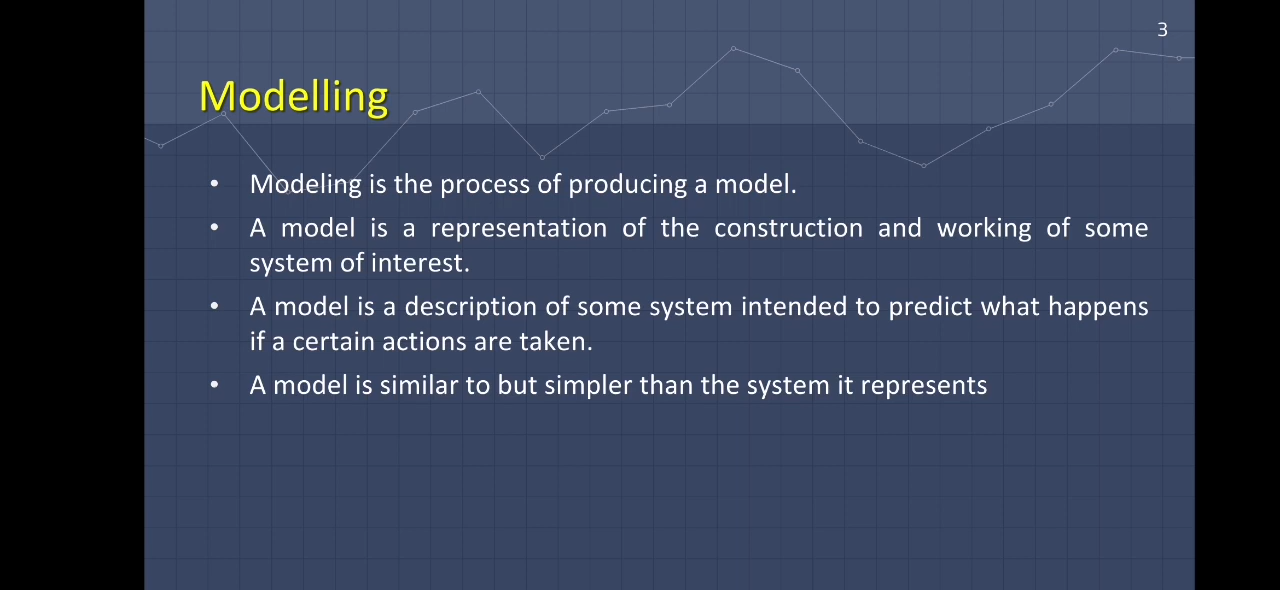 3
Modelling
• Modeling is the process of producing a model.
• A model is a representation of the construction and working of some
system of interest.
• A model is a description of some system intended to predict what happens
if a certain actions are taken.
• A model is similar to but simpler than the system it represents